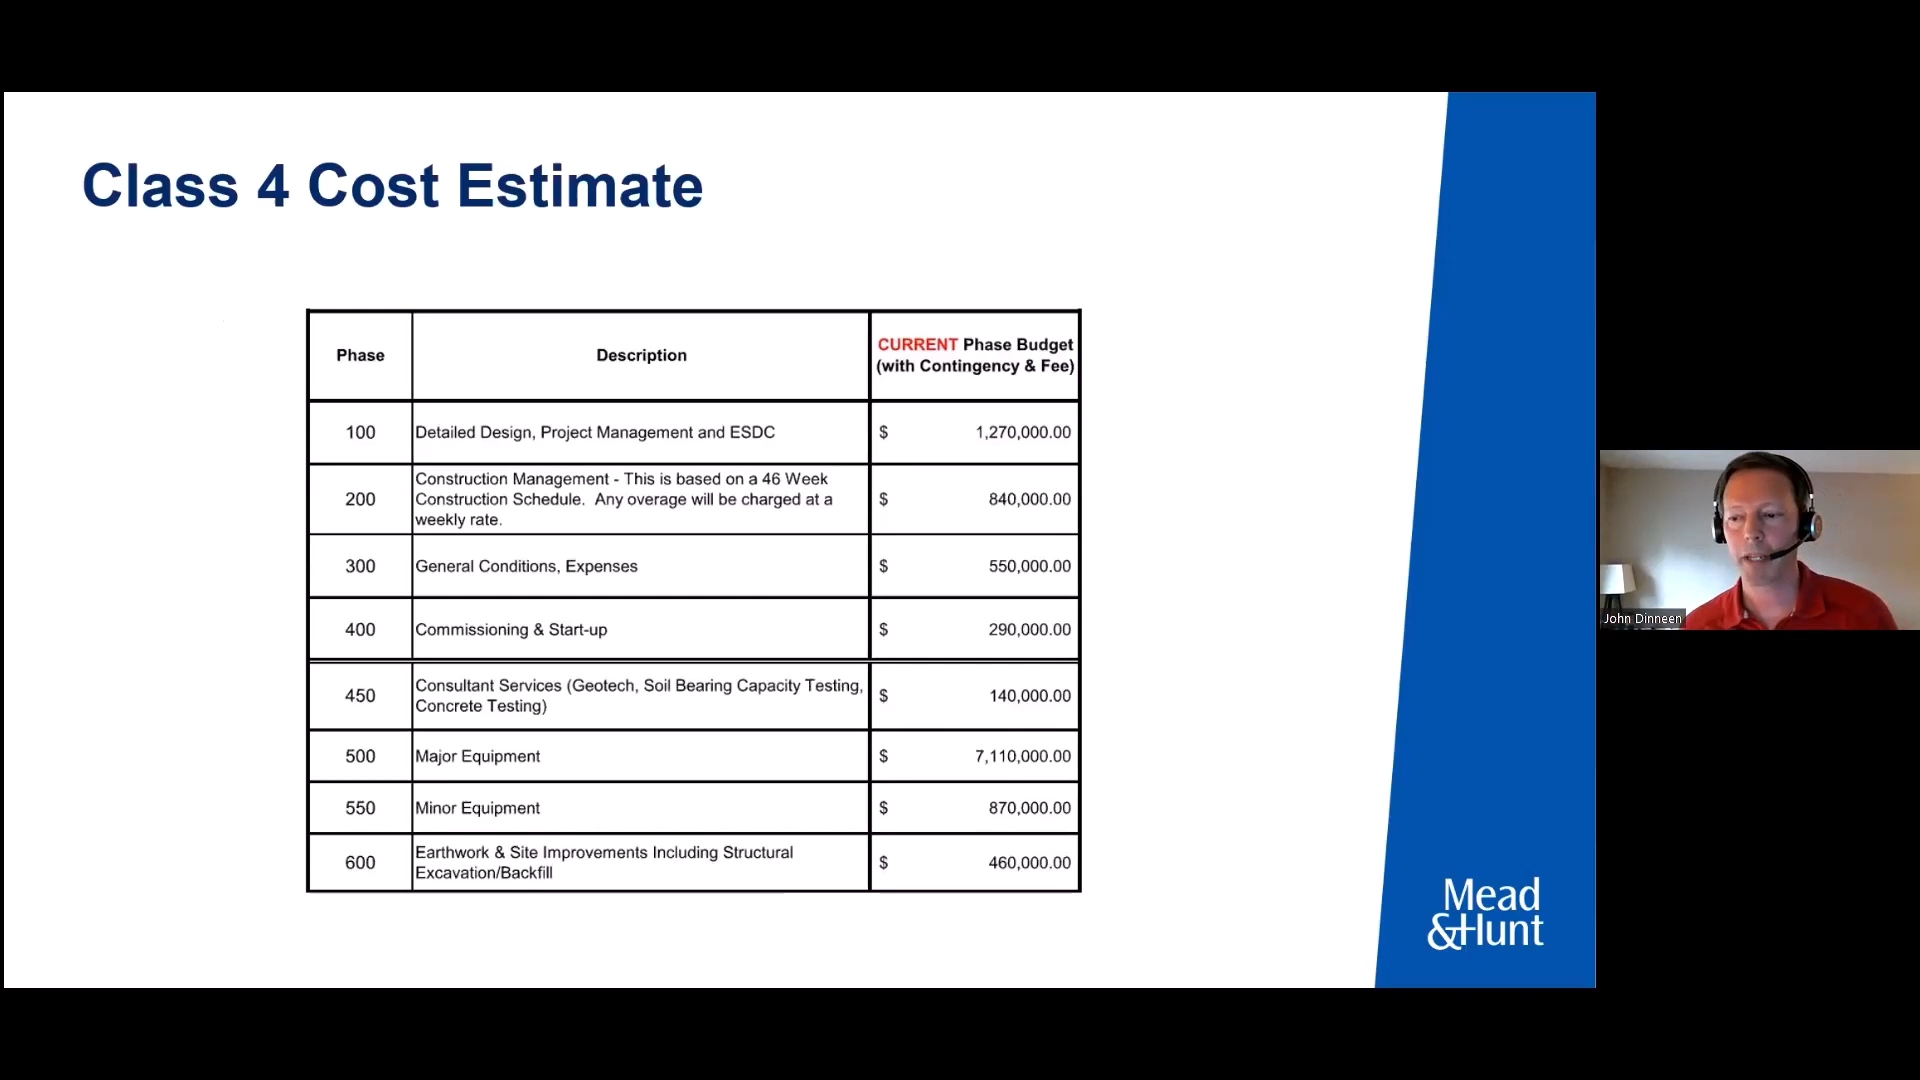 Class 4 Cost Estimate
Phase
Description
CURRENT Phase Budget
(with Contingency & Fee)
100
Detailed Design, Project Management and ESDC
$ 1,270,000.00
200
Construction Management - This is based on a 46 Week
Construction Schedule. Any overage will be charged at a
weekly rate.
$ 840,000.00
300
General Conditions, Expenses
$ 550,000.00
400
Commissioning & Start-up
$ 290,000.00
450
Consultant Services (Geotech, Soil Bearing Capacity Testing,
Concrete Testing)
$ 140,000.00
500
Major Equipment
$ 7,110,000.00
550
Minor Equipment
$ 870,000.00
600
Earthwork & Site Improvements Including Structural
Excavation/Backfill
$ 460,000.00
Mead
&Hunt
John Dinneen